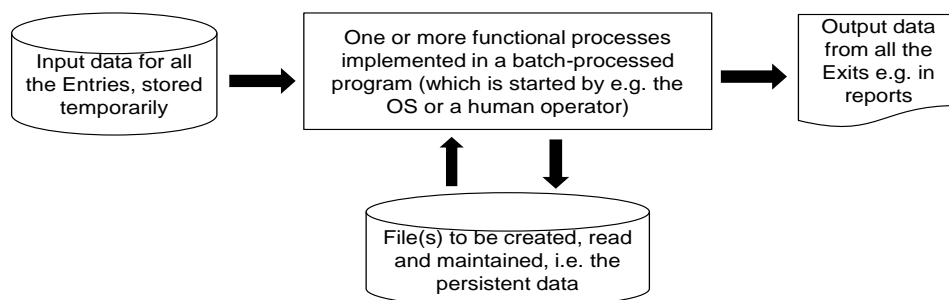 Input data for all
the Entries, stored
temporarily
One or more functional processes
implemented in a batch-processed
program (which is started by e.g. the
OS or a human operator)
Output data
from all the
Exits e.g. in
reports
File(s) to be created, read
and maintained, i.e. the
persistent data